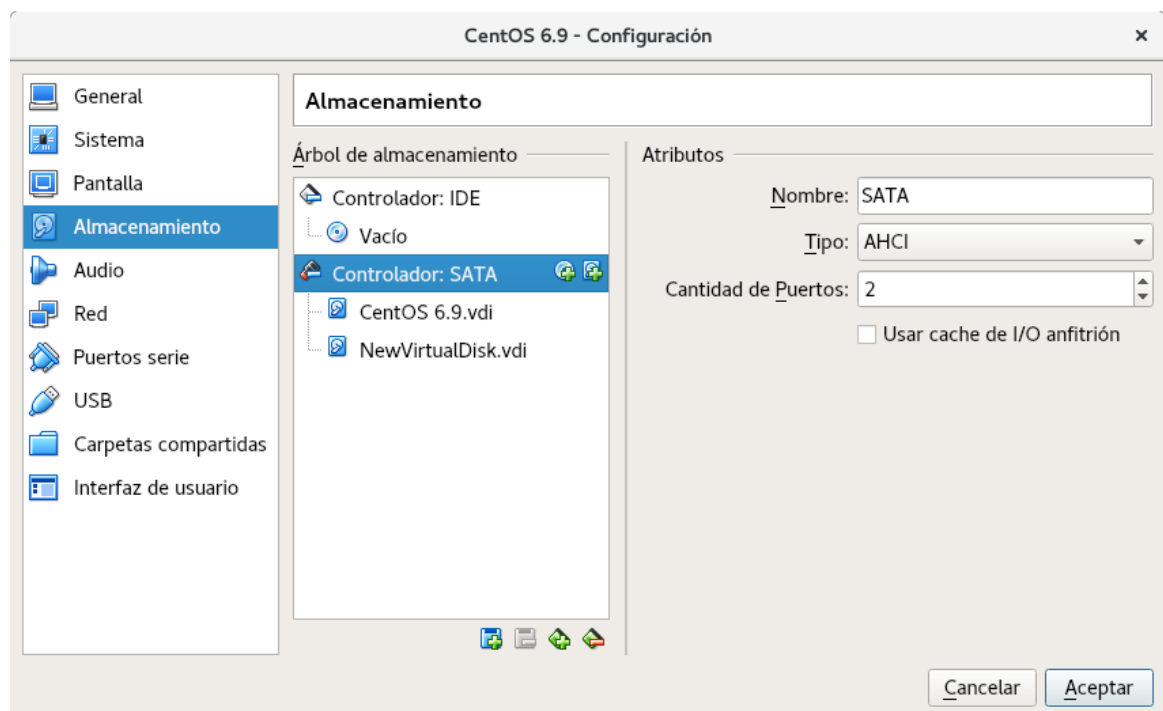 CentOS 6.9 - Configuración
General
Sistema
Pantalla
Almacenamiento
Audio
Red
Puertos serie
USB
Carpetas compartidas
Interfaz de usuario
Almacenamiento
Árbol de almacenamiento
Controlador: IDE
Vacío
Controlador: SATA
CentOS 6.9.vdi
NewVirtualDisk.vdi
Atributos
Nombre: SATA
Tipo: AHCI
Cantidad de Puertos: 2
Usar cache de I/O anfitrión
Cancelar
Aceptar